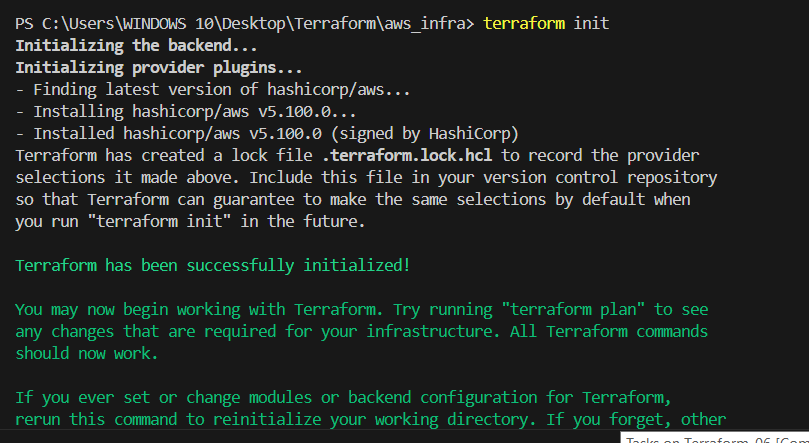 PS C:\Users\WINDOWS 10\Desktop\Terraform\aws_infra> terraform init
Initializing the backend...
Initializing provider plugins...
- Finding latest version of hashicorp/aws...
- Installing hashicorp/aws v5.100.0...
- Installed hashicorp/aws v5.100.0 (signed by HashiCorp)
Terraform has created a lock file .terraform.lock.hcl to record the provider
selections it made above. Include this file in your version control repository
so that Terraform can guarantee to make the same selections by default when
you run "terraform init" in the future.
Terraform has been successfully initialized!
You may now begin working with Terraform. Try running "terraform plan" to see
any changes that are required for your infrastructure. All Terraform commands
should now work.
If you ever set or change modules or backend configuration for Terraform,
rerun this command to reinitialize your working directory. If you forget, other
Tasks on Terraform 06